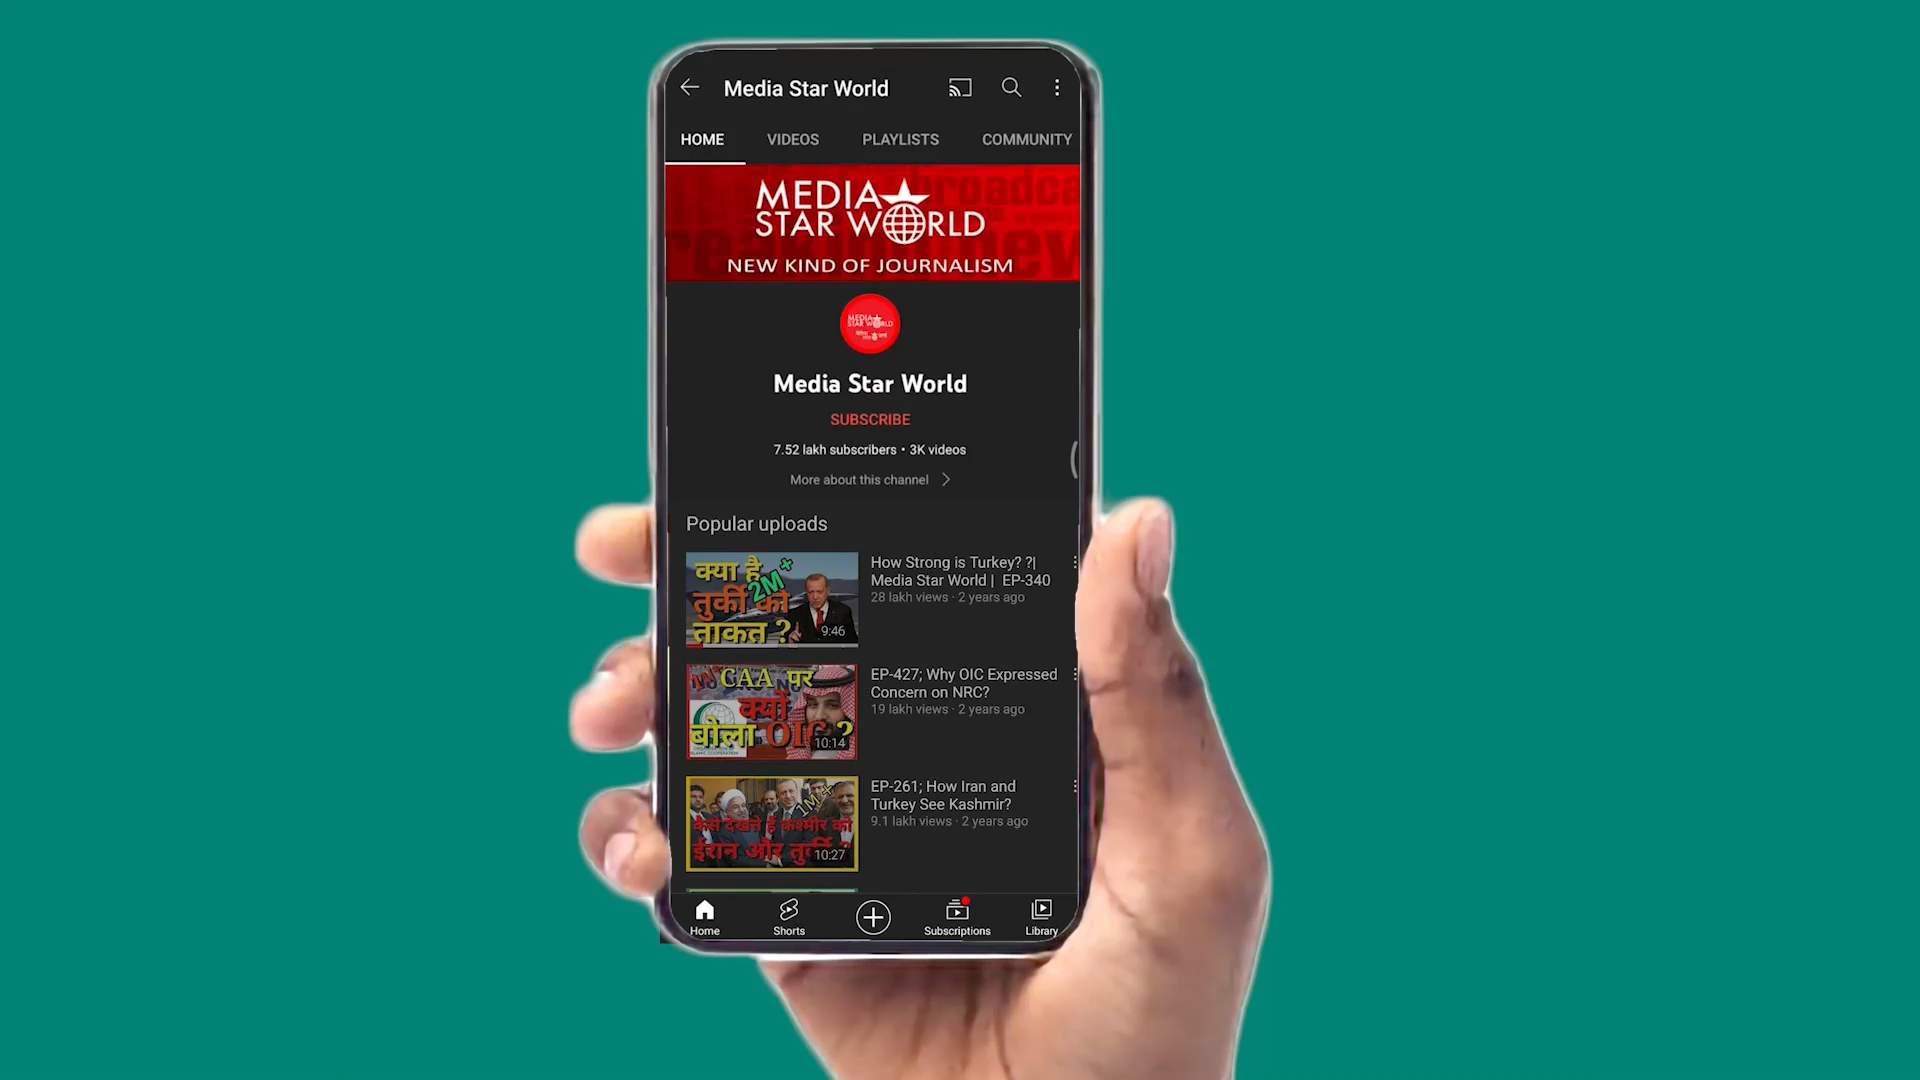 Media Star World
HOME VIDEOS PLAYLISTS COMMUNITY
broadca
MEDIA
STAR WORLD
NEW KIND OF JOURNALISM
MEDIA
STAR WORLD
Media Star World
SUBSCRIBE
7.52 lakh subscribers • 3K videos
More about this channel
Popular uploads
क्या है
2M+
तुर्की की
ताकत ?
9:46
How Strong is Turkey? ?|
Media Star World | EP-340
28 lakh views · 2 years ago
CAA पर
क्यों
बोला OIC ?
10:14
EP-427; Why OIC Expressed
Concern on NRC?
19 lakh views · 2 years ago
1M+
कैसे देखते हैं कश्मीर को
ईरान और
10:27
EP-261; How Iran and
Turkey See Kashmir?
9.1 lakh views · 2 years ago
Home Shorts Subscriptions Library